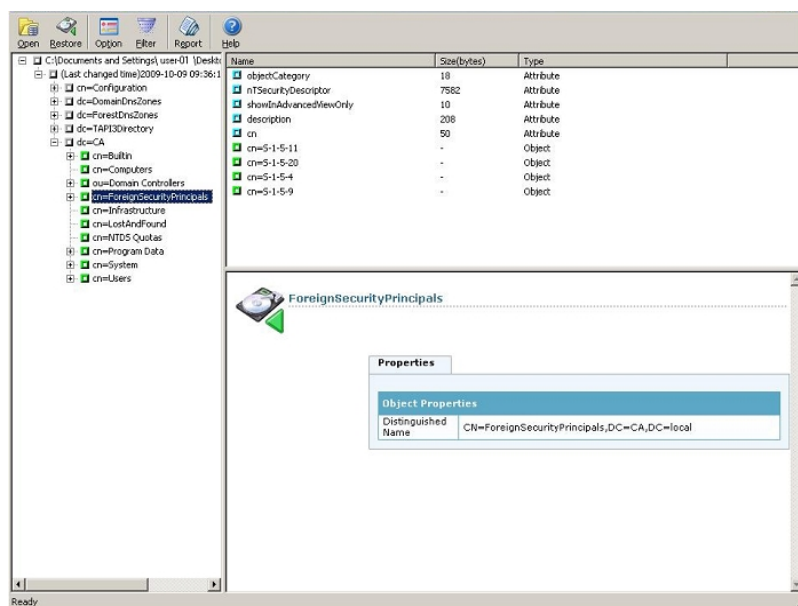 Open Restore Option Filter Report Help
C:\Documents and Settings\ user-01 \Deskto
(Last changed time)2009-10-09 09:36:1
cn=Configuration
dc=DomainDnsZones
dc=ForestDnsZones
dc=TAPI3Directory
dc=CA
cn=Builtin
cn=Computers
ou=Domain Controllers
cn=ForeignSecurityPrincipals
cn=Infrastructure
cn=LostAndFound
cn=NTDS Quotas
cn=Program Data
cn=System
cn=Users
Name Size(bytes) Type
objectCategory 18 Attribute
nTSecurityDescriptor 7582 Attribute
showInAdvancedViewOnly 10 Attribute
description 208 Attribute
cn 50 Attribute
cn=S-1-5-11 - Object
cn=S-1-5-20 - Object
cn=S-1-5-4 - Object
cn=S-1-5-9 - Object
ForeignSecurityPrincipals
Properties
Object Properties
Distinguished Name CN=ForeignSecurityPrincipals,DC=CA,DC=local
Ready